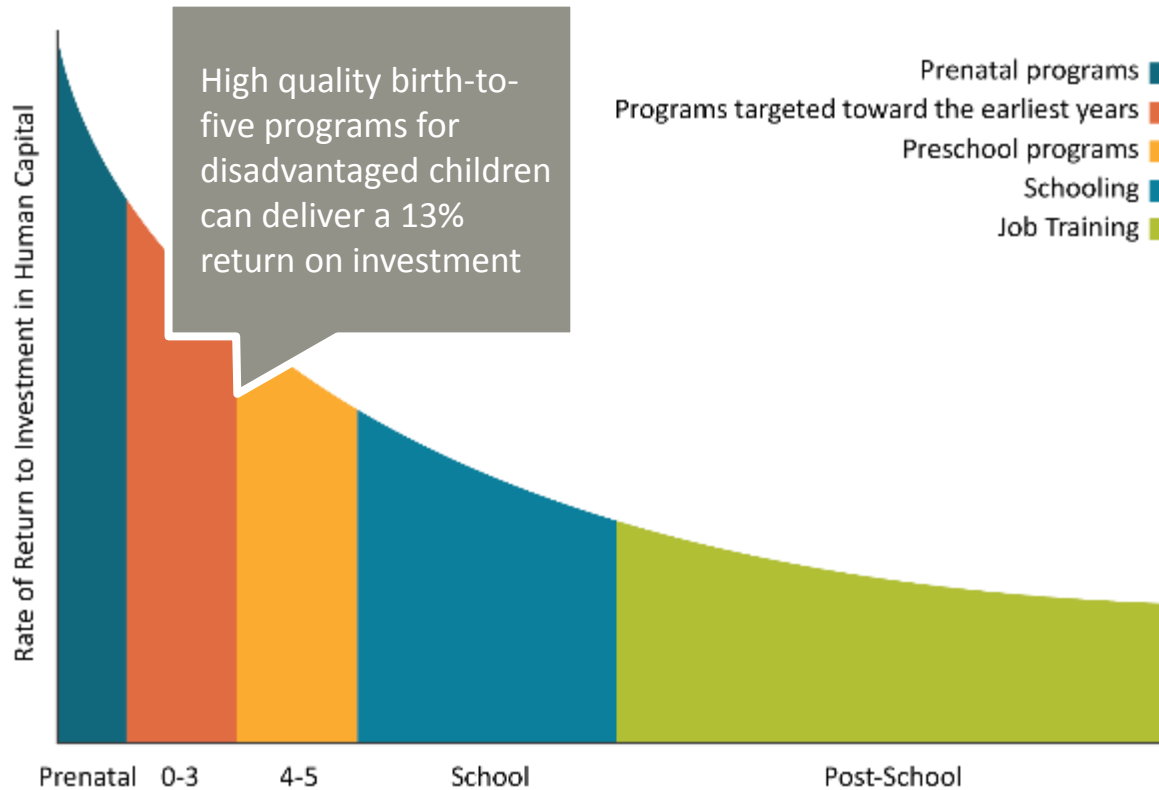 High quality birth-to-
five programs for
disadvantaged children
can deliver a 13%
return on investment
Prenatal programs
Programs targeted toward the earliest years
Preschool programs
Schooling
Job Training
Rate of Return to Investment in Human Capital
Prenatal 0-3 4-5 School Post-School